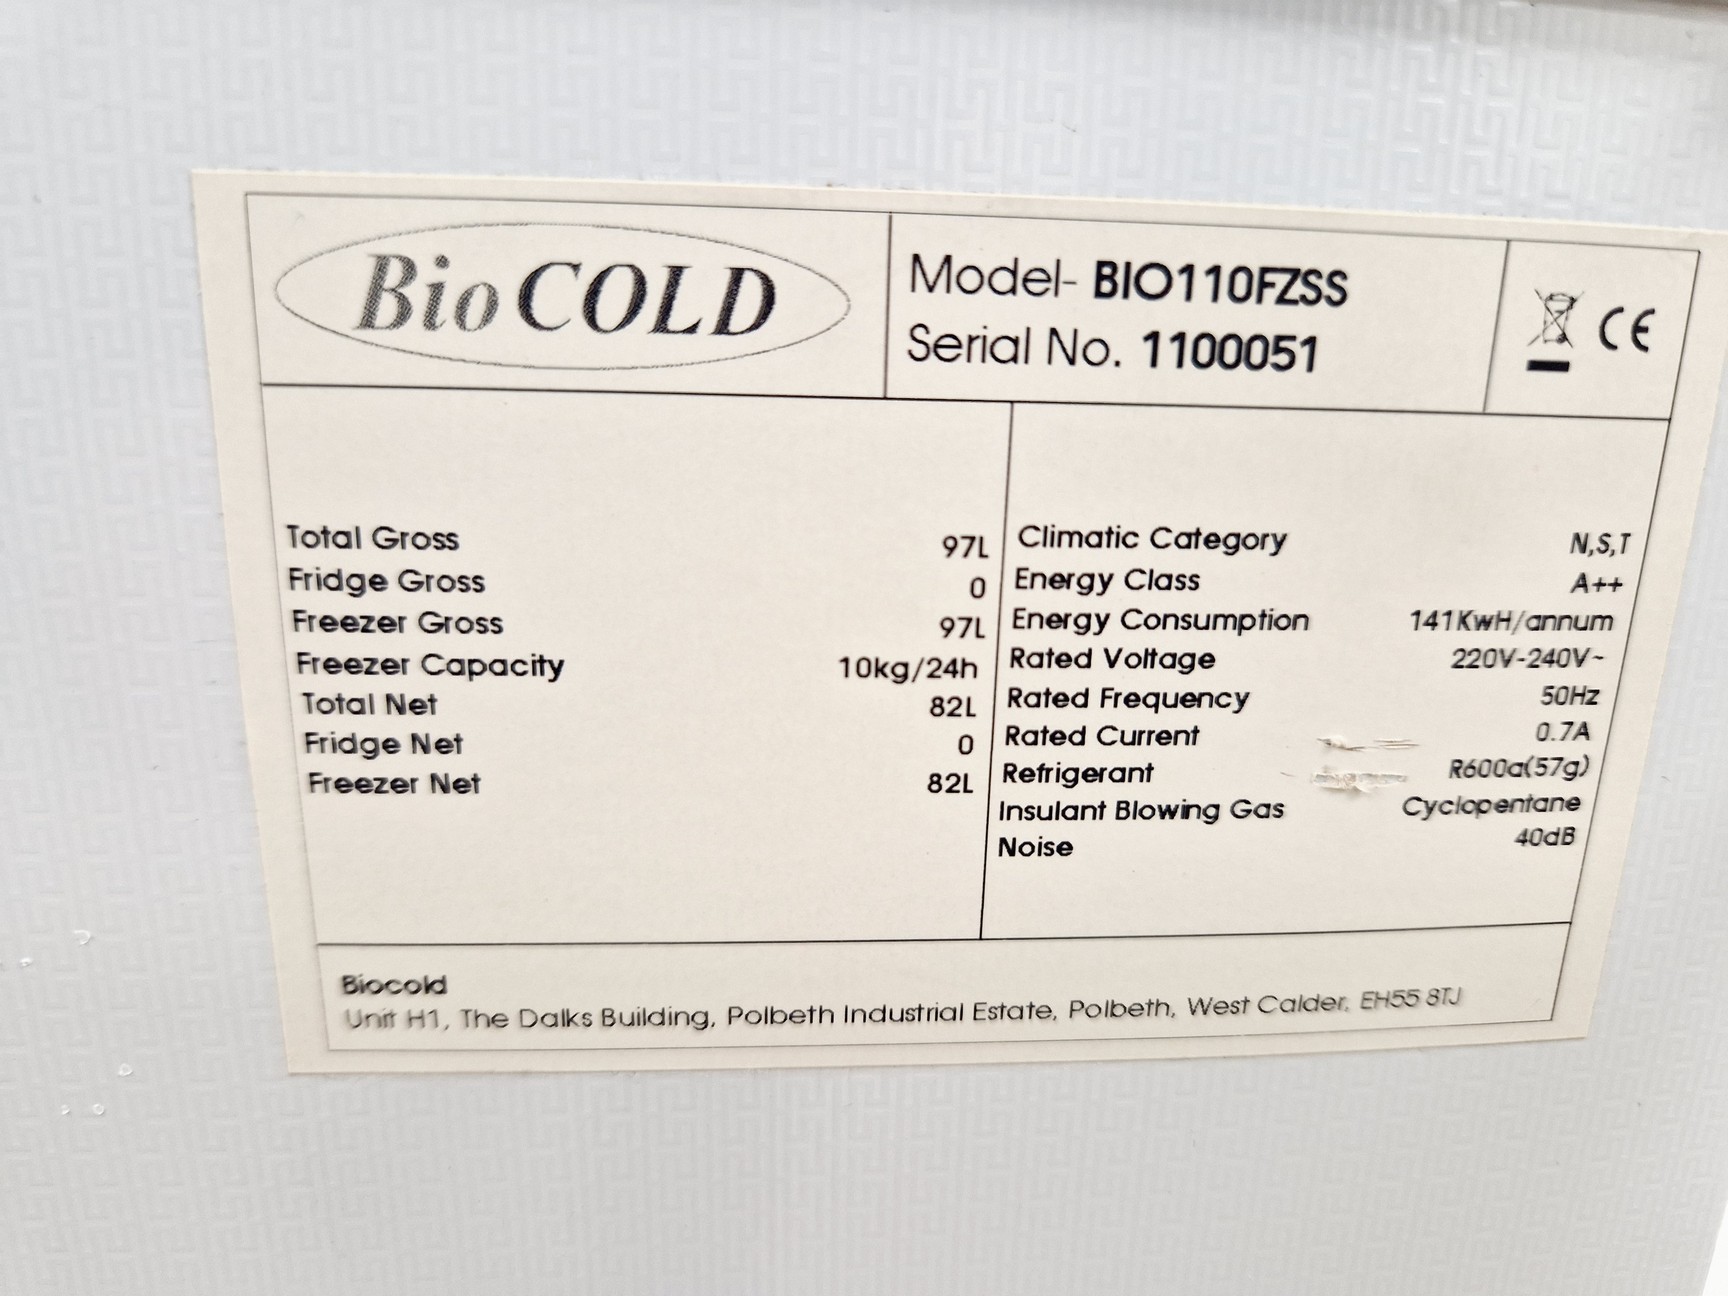 BioCOLD
Model- BIO110FZSS
Serial No. 1100051
CE
Total Gross 97L
Fridge Gross 0
Freezer Gross 97L
Freezer Capacity 10kg/24h
Total Net 82L
Fridge Net 0
Freezer Net 82L
Climatic Category N,S,T
Energy Class A++
Energy Consumption 141KwH/annum
Rated Voltage 220V-240V~
Rated Frequency 50Hz
Rated Current 0.7A
Refrigerant R600a(57g)
Insulant Blowing Gas Cyclopentane
Noise 40dB
Biocold
Unit H1, The Dalks Building, Polbeth Industrial Estate, Polbeth, West Calder, EH55 8TJ